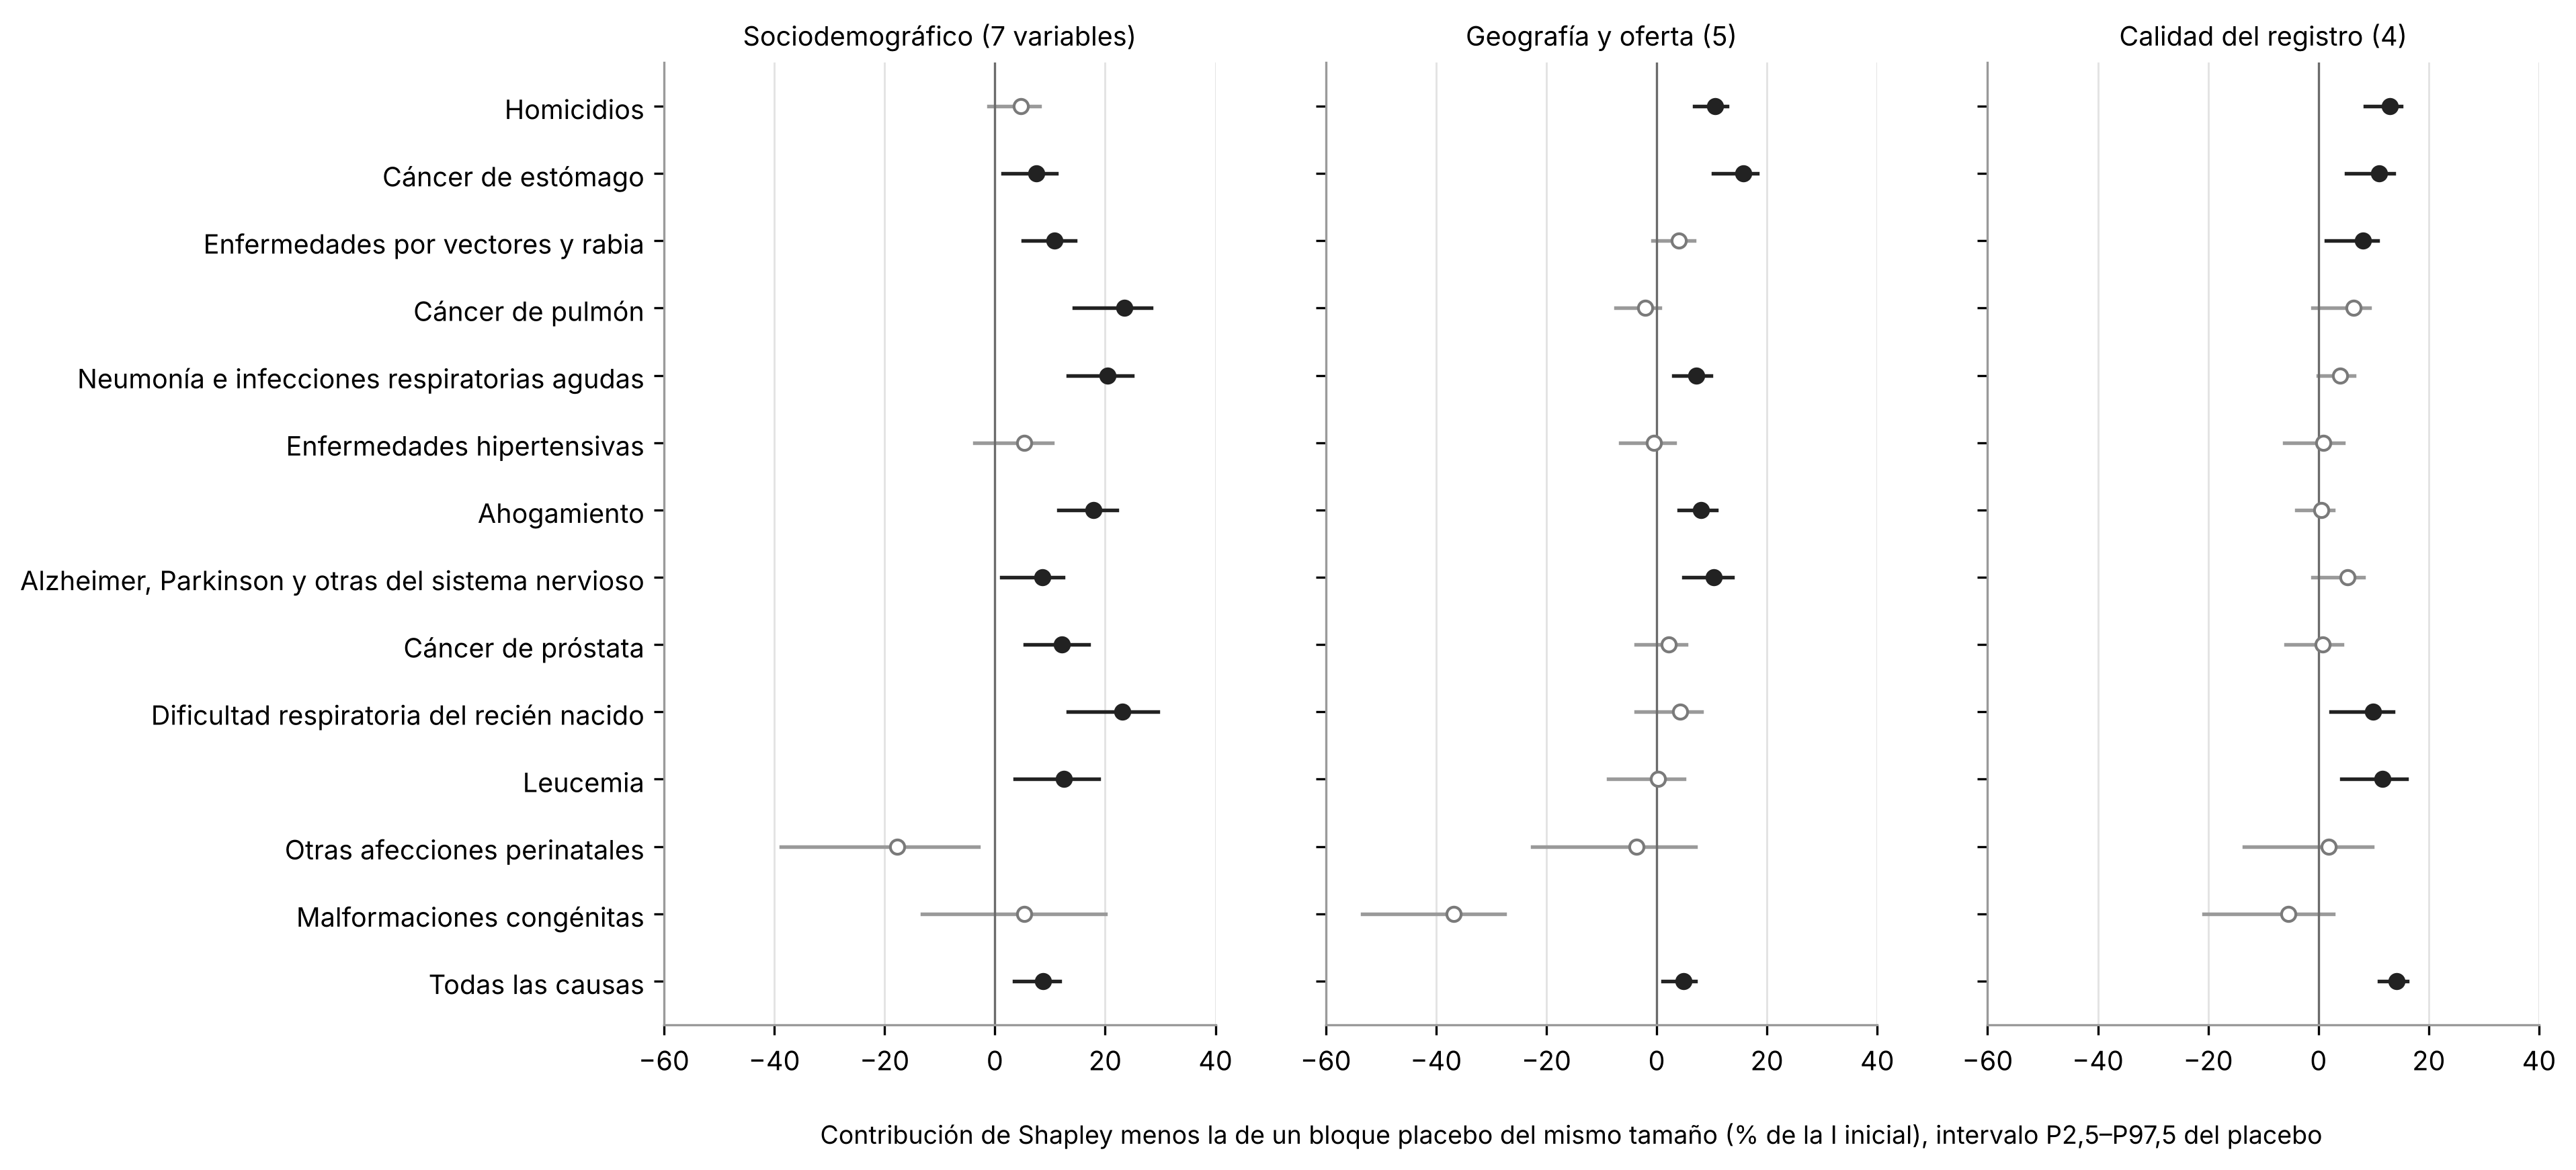 Sociodemográfico (7 variables)
Geografía y oferta (5)
Calidad del registro (4)
Homicidios
Cáncer de estómago
Enfermedades por vectores y rabia
Cáncer de pulmón
Neumonía e infecciones respiratorias agudas
Enfermedades hipertensivas
Ahogamiento
Alzheimer, Parkinson y otras del sistema nervioso
Cáncer de próstata
Dificultad respiratoria del recién nacido
Leucemia
Otras afecciones perinatales
Malformaciones congénitas
Todas las causas
−60 −40 −20 0 20 40
−60 −40 −20 0 20 40
−60 −40 −20 0 20 40
Contribución de Shapley menos la de un bloque placebo del mismo tamaño (% de la I inicial), intervalo P2,5–P97,5 del placebo